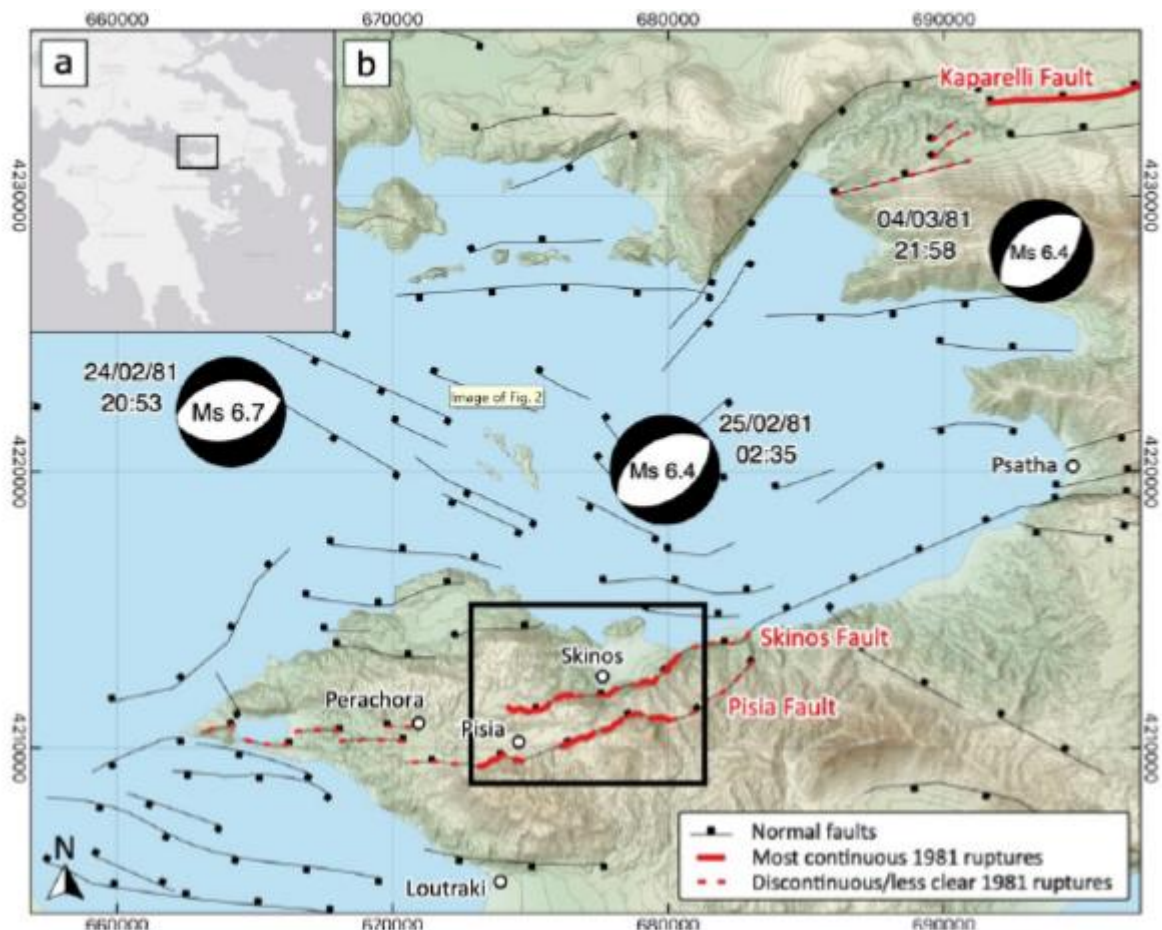 660000
670000
680000
690000
a
b
Kaparelli Fault
4230000
4230000
04/03/81
21:58
Ms 6.4
24/02/81
20:53
Ms 6.7
Image of Fig. 2
25/02/81
02:35
Ms 6.4
Psatha
4220000
4220000
Skinos
Skinos Fault
Perachora
Pisia
Pisia Fault
4210000
4210000
N
Loutraki
Normal faults
Most continuous 1981 ruptures
Discontinuous/less clear 1981 ruptures
660000
670000
680000
690000